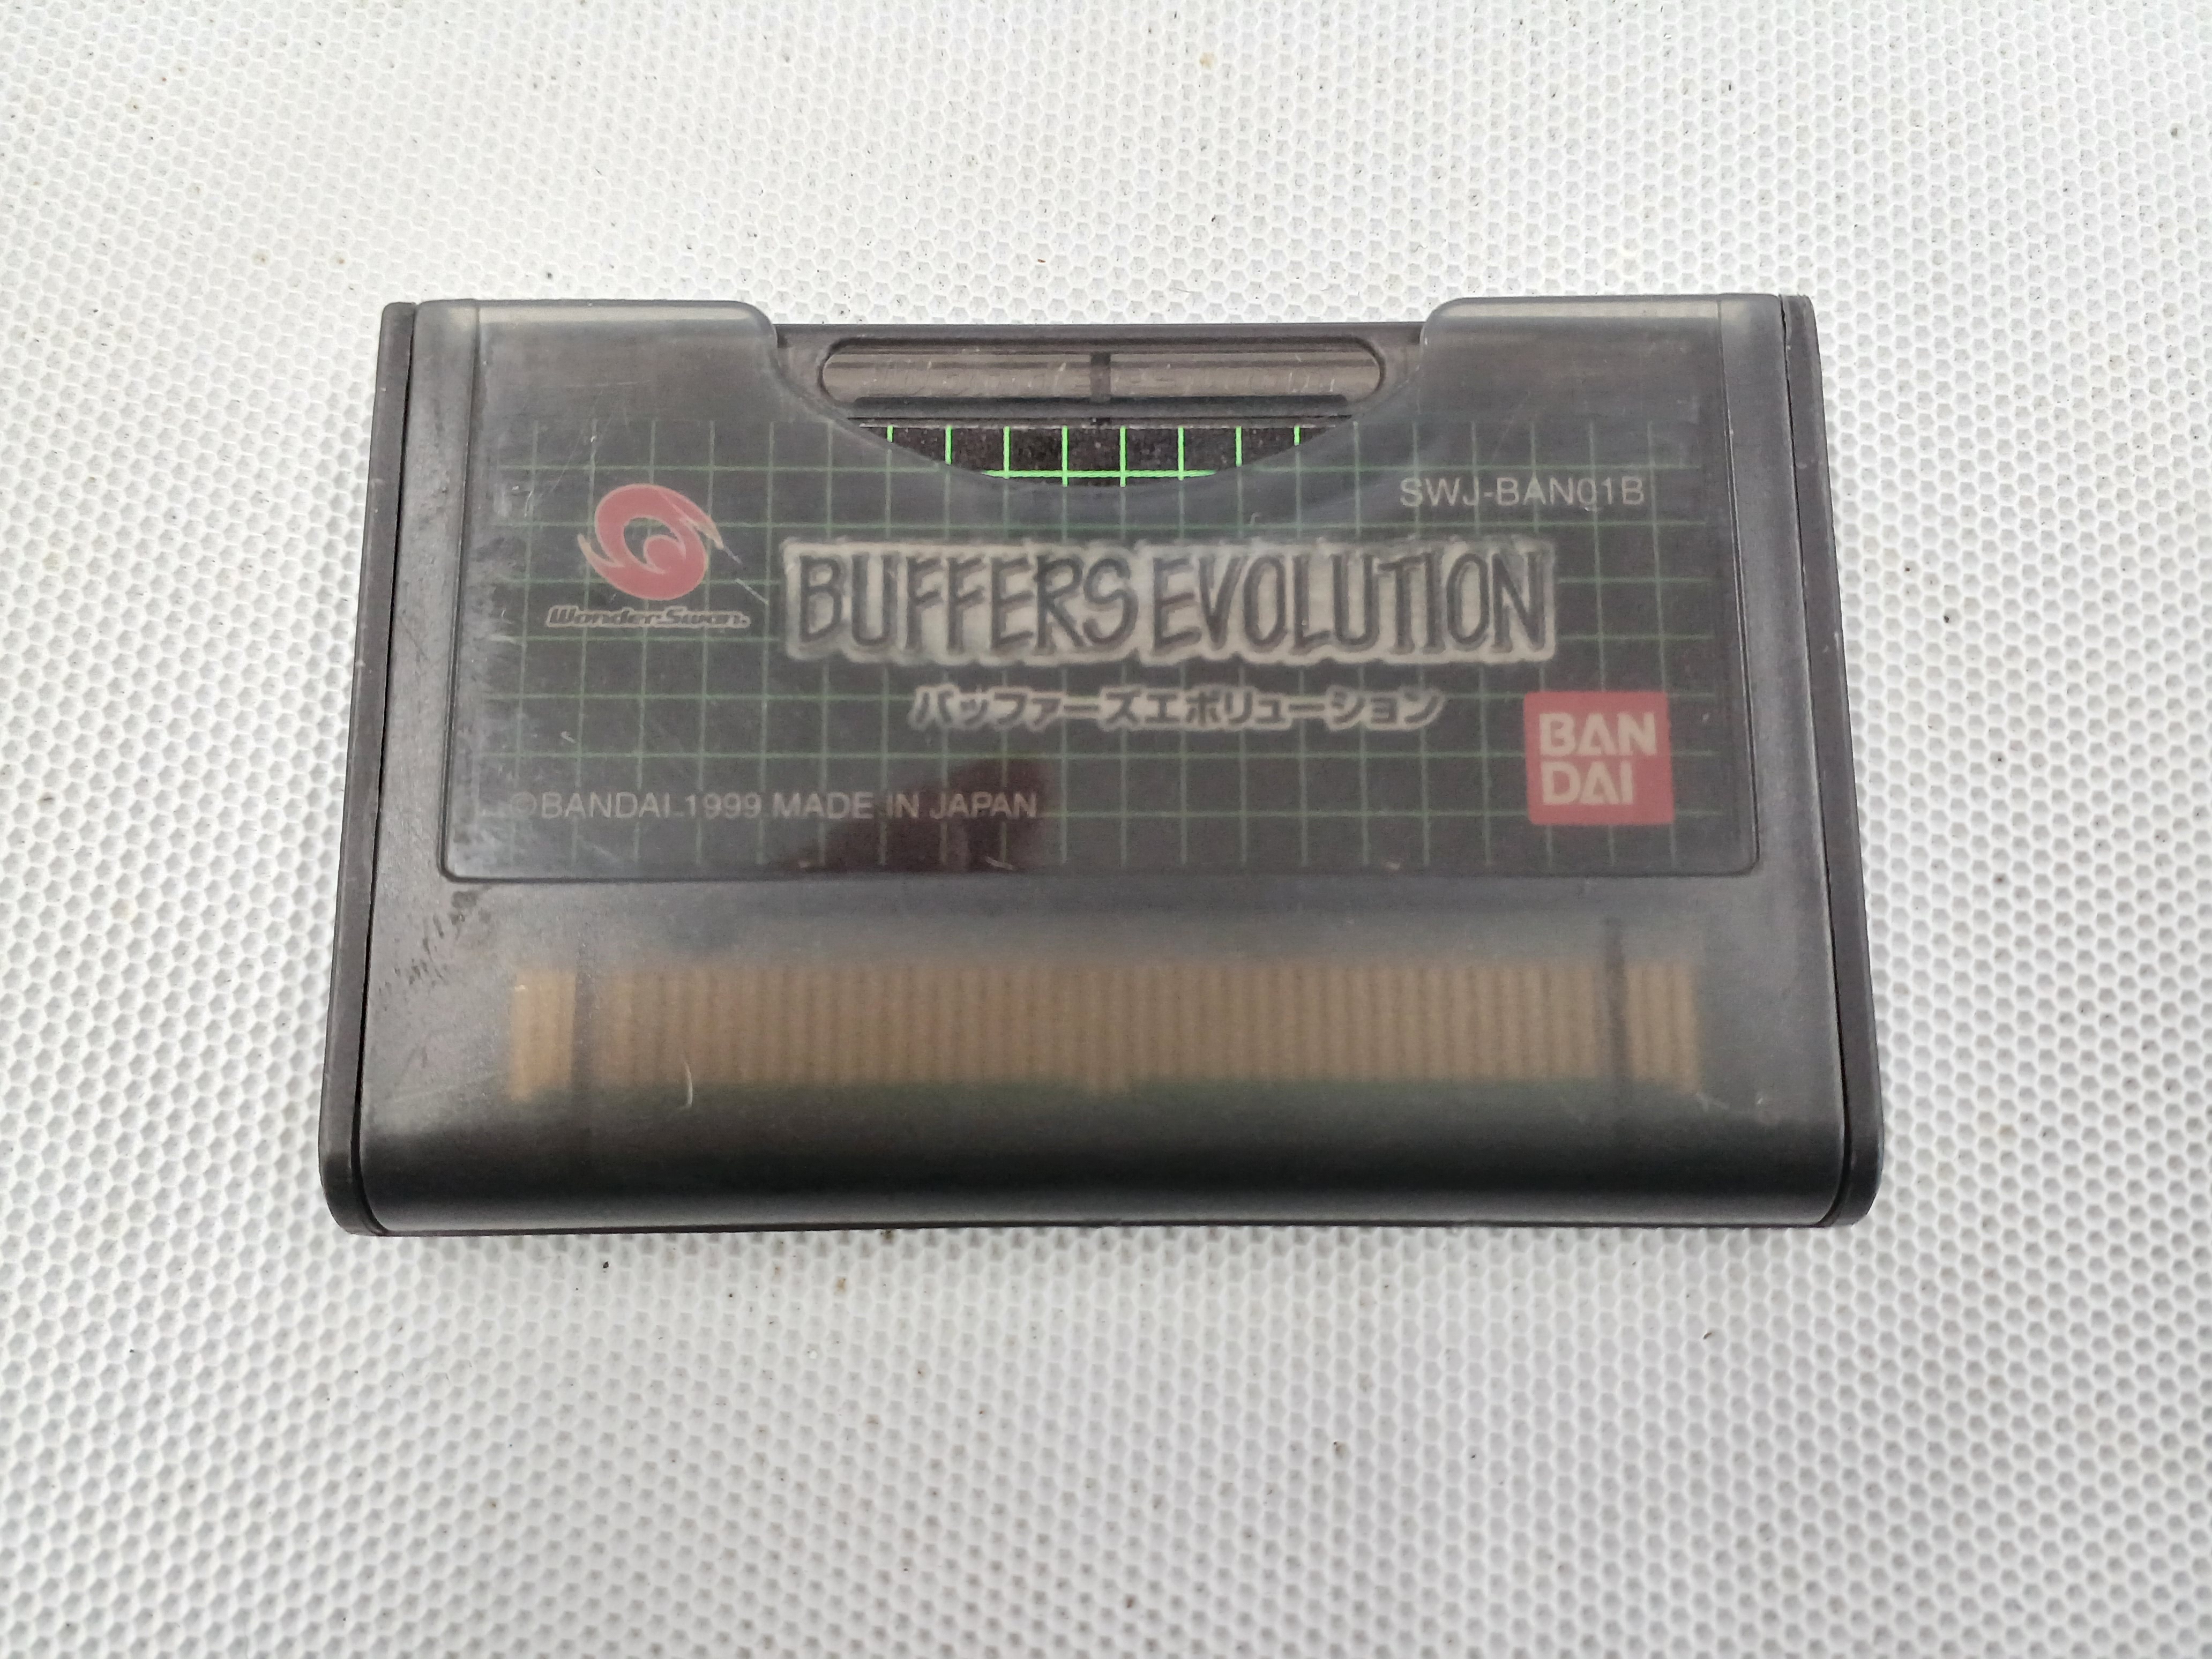 SWJ-BAN01B
WonderSwan.
BUFFERS EVOLUTION
バッファーズエボリューション
BAN
DAI
©BANDAI 1999 MADE IN JAPAN